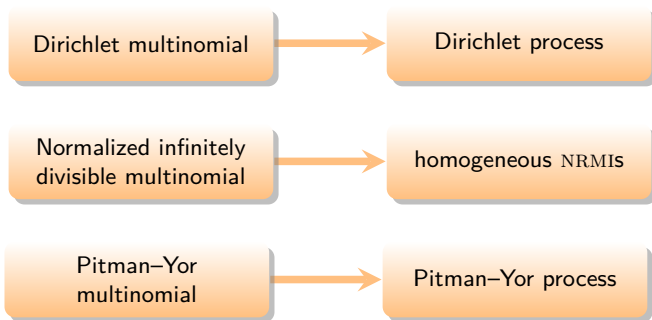 Dirichlet multinomial
Dirichlet process
Normalized infinitely
divisible multinomial
homogeneous NRMIs
Pitman–Yor
multinomial
Pitman–Yor process